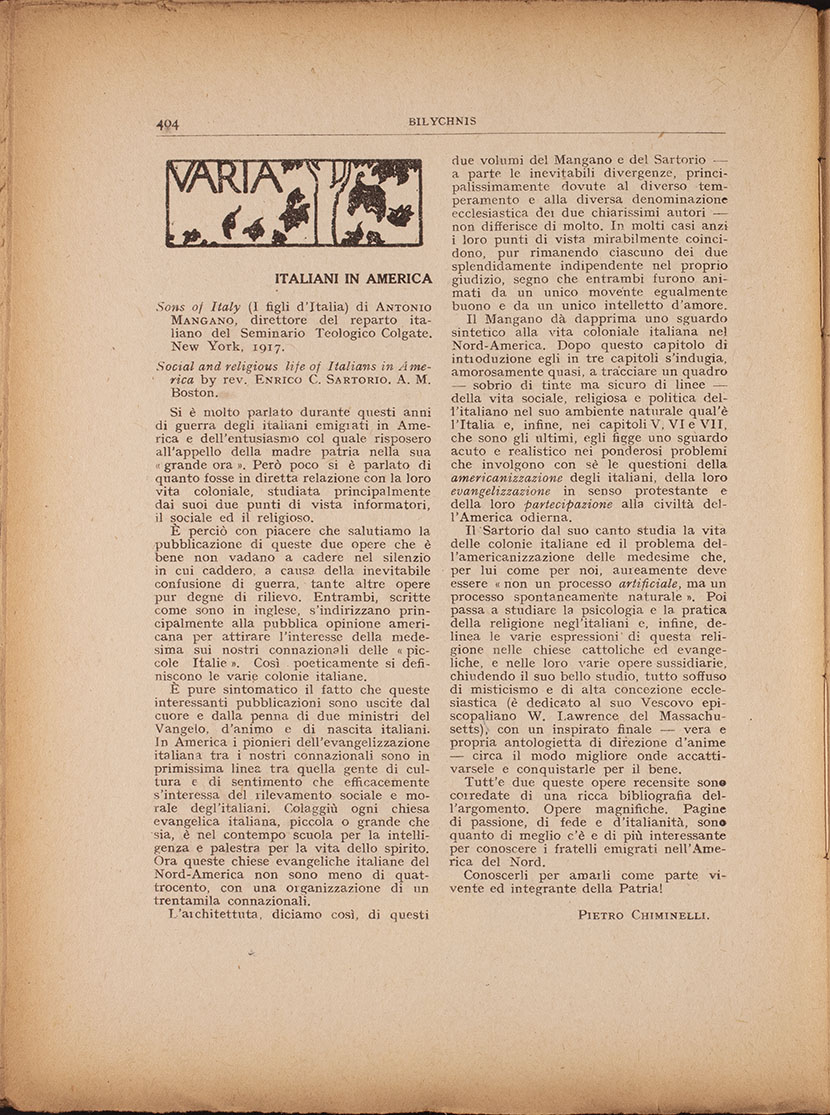 404
BILYCHNIS
VARIA
ITALIANI IN AMERICA
Sons of Italy (I figli d'Italia) di ANTONIO
MANGANO, direttore del reparto ita-
liano del Seminario Teologico Colgate.
New York, 1917.
Social and religious life of Italians in Ame-
rica by rev. ENRICO C. SARTORIO. A. M.
Boston.
Si è molto parlato durante questi anni
di guerra degli italiani emigrati in Ame-
rica e dell'entusiasmo col quale risposero
all'appello della madre patria nella sua
« grande ora ». Però poco si è parlato di
quanto fosse in diretta relazione con la loro
vita coloniale, studiata principalmente
dai suoi due punti di vista informatori,
il sociale ed il religioso.
È perciò con piacere che salutiamo la
pubblicazione di queste due opere che è
bene non vadano a cadere nel silenzio
in cui caddero, a causa della inevitabile
confusione di guerra, tante altre opere
pur degne di rilievo. Entrambi, scritte
come sono in inglese, s'indirizzano prin-
cipalmente alla pubblica opinione ameri-
cana per attirare l'interesse della mede-
sima sui nostri connazionali delle « pic-
cole Italie ». Così poeticamente si defi-
niscono le varie colonie italiane.
È pure sintomatico il fatto che queste
interessanti pubblicazioni sono uscite dal
cuore e dalla penna di due ministri del
Vangelo, d'animo e di nascita italiani.
In America i pionieri dell'evangelizzazione
italiana tra i nostri connazionali sono in
primissima linea tra quella gente di cul-
tura e di sentimento che efficacemente
s'interessa del rilevamento sociale e mo-
rale degl'italiani. Colaggiù ogni chiesa
evangelica italiana, piccola o grande che
sia, è nel contempo scuola per la intelli-
genza e palestra per la vita dello spirito.
Ora queste chiese evangeliche italiane del
Nord-America non sono meno di quat-
trocento, con una organizzazione di un
trentamila connazionali.
L'architettuta, diciamo così, di questi
due volumi del Mangano e del Sartorio —
a parte le inevitabili divergenze, princi-
palissimamente dovute al diverso tem-
peramento e alla diversa denominazione
ecclesiastica dei due chiarissimi autori —
non differisce di molto. In molti casi anzi
i loro punti di vista mirabilmente coinci-
dono, pur rimanendo ciascuno dei due
splendidamente indipendente nel proprio
giudizio, segno che entrambi furono ani-
mati da un unico movente egualmente
buono e da un unico intelletto d'amore.
Il Mangano dà dapprima uno sguardo
sintetico alla vita coloniale italiana nel
Nord-America. Dopo questo capitolo di
introduzione egli in tre capitoli s'indugia,
amorosamente quasi, a tracciare un quadro
— sobrio di tinte ma sicuro di linee —
della vita sociale, religiosa e politica del-
l'italiano nel suo ambiente naturale qual'è
l'Italia e, infine, nei capitoli V, VI e VII,
che sono gli ultimi, egli figge uno sguardo
acuto e realistico nei ponderosi problemi
che involgono con sè le questioni della
americanizzazione degli italiani, della loro
evangelizzazione in senso protestante e
della loro partecipazione alla civiltà del-
l'America odierna.
Il Sartorio dal suo canto studia la vita
delle colonie italiane ed il problema del-
l'americanizzazione delle medesime che,
per lui come per noi, aureamente deve
essere « non un processo artificiale, ma un
processo spontaneamente naturale ». Poi
passa a studiare la psicologia e la pratica
della religione negl'italiani e, infine, de-
linea le varie espressioni di questa reli-
gione nelle chiese cattoliche ed evange-
liche, e nelle loro varie opere sussidiarie,
chiudendo il suo bello studio, tutto soffuso
di misticismo e di alta concezione eccle-
siastica (è dedicato al suo Vescovo epi-
scopaliano W. Lawrence del Massachu-
setts), con un inspirato finale — vera e
propria antologietta di direzione d'anime
— circa il modo migliore onde accatti-
varsele e conquistarle per il bene.
Tutt'e due queste opere recensite sono
corredate di una ricca bibliografia del-
l'argomento. Opere magnifiche. Pagine
di passione, di fede e d'italianità, sono
quanto di meglio c'è e di più interessante
per conoscere i fratelli emigrati nell'Ame-
rica del Nord.
Conoscerli per amarli come parte vi-
vente ed integrante della Patria!
PIETRO CHIMINELLI.